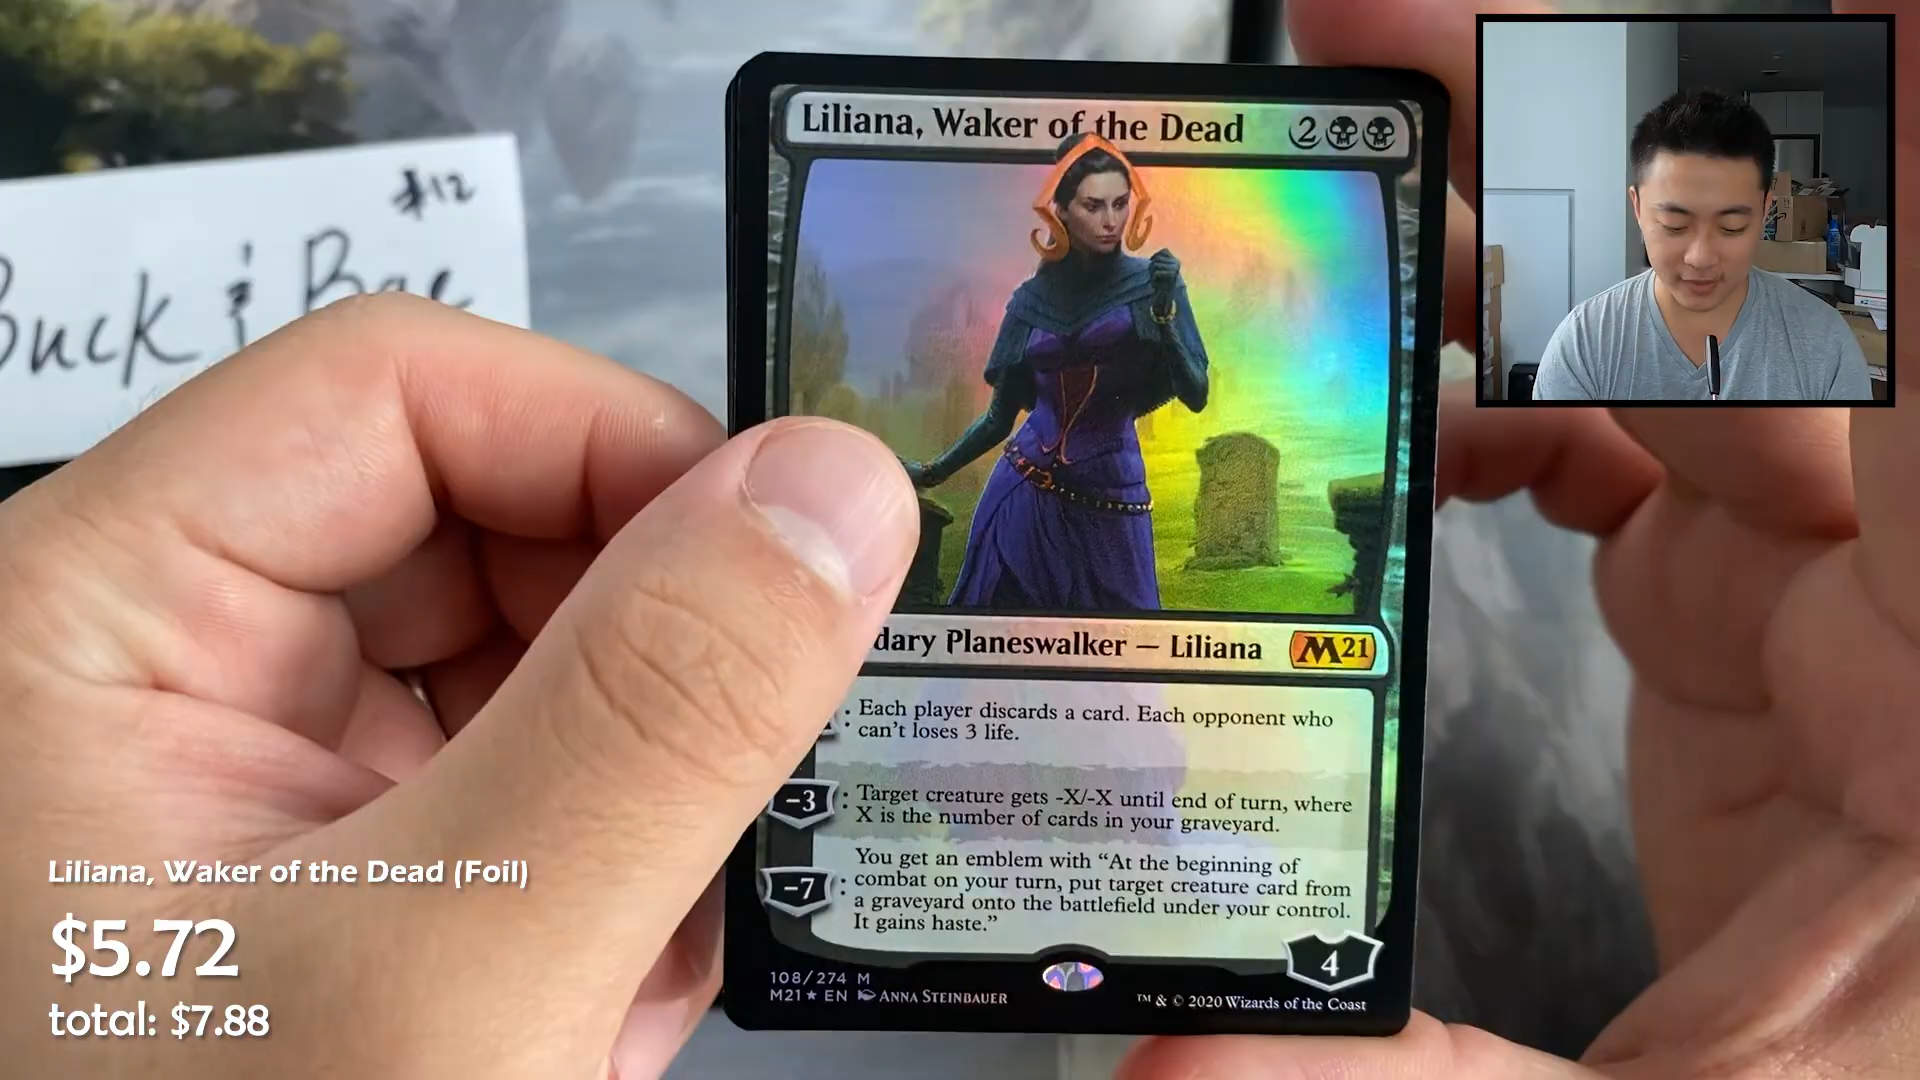 $12
Buck & Bae
Liliana, Waker of the Dead 2
dary Planeswalker — Liliana M21
: Each player discards a card. Each opponent who
can't loses 3 life.
-3 : Target creature gets -X/-X until end of turn, where
X is the number of cards in your graveyard.
You get an emblem with “At the beginning of
-7 : combat on your turn, put target creature card from
a graveyard onto the battlefield under your control.
It gains haste.”
4
108/274 M
M21 ★ EN ANNA STEINBAUER
™ & © 2020 Wizards of the Coast
Liliana, Waker of the Dead (Foil)
$5.72
total: $7.88